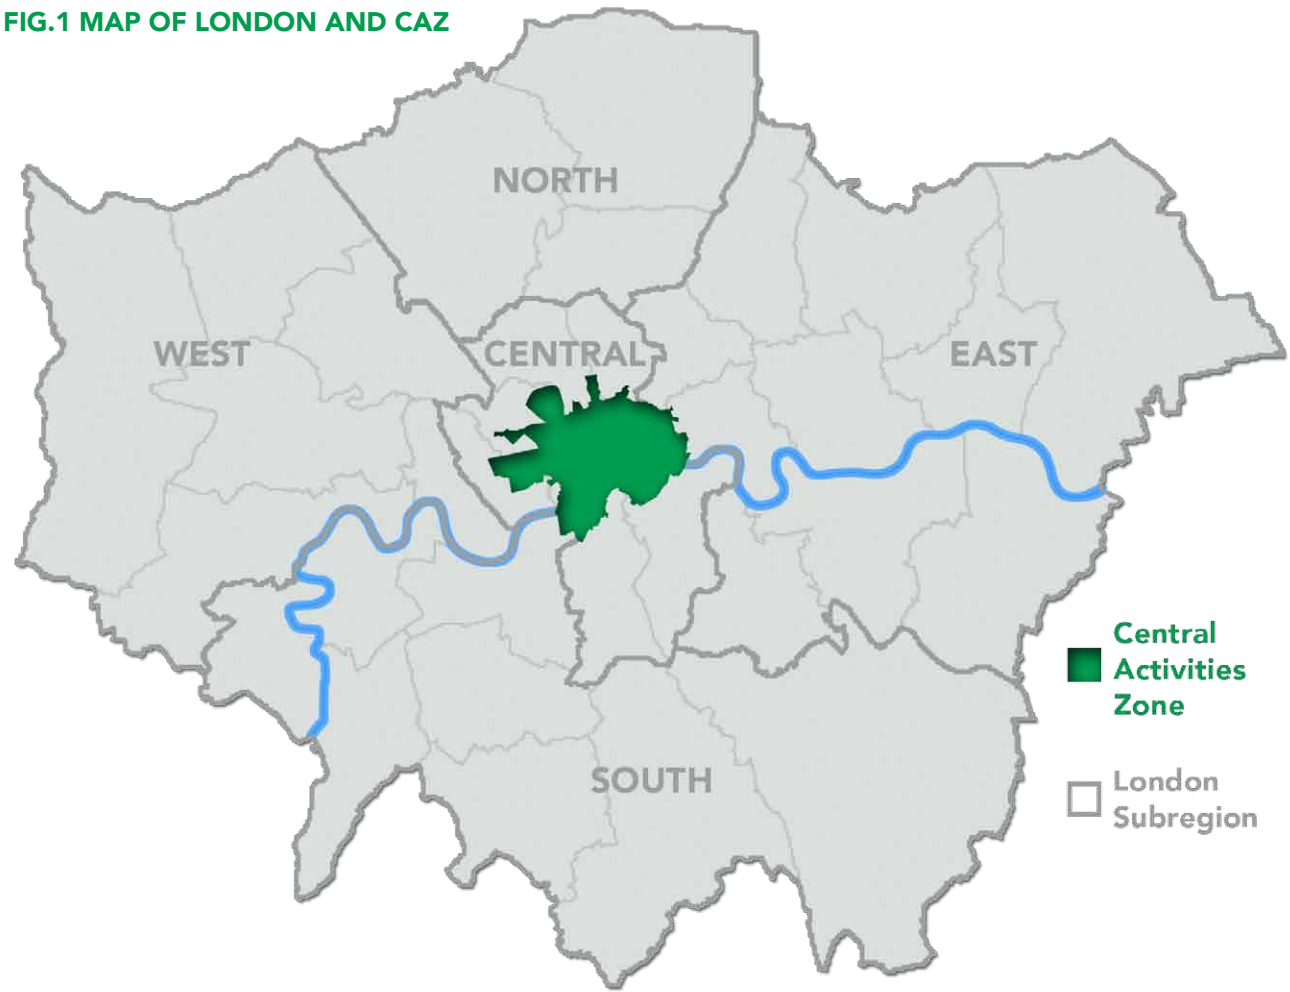 FIG.1 MAP OF LONDON AND CAZ
NORTH
WEST
CENTRAL
EAST
SOUTH
Central
Activities
Zone
London
Subregion